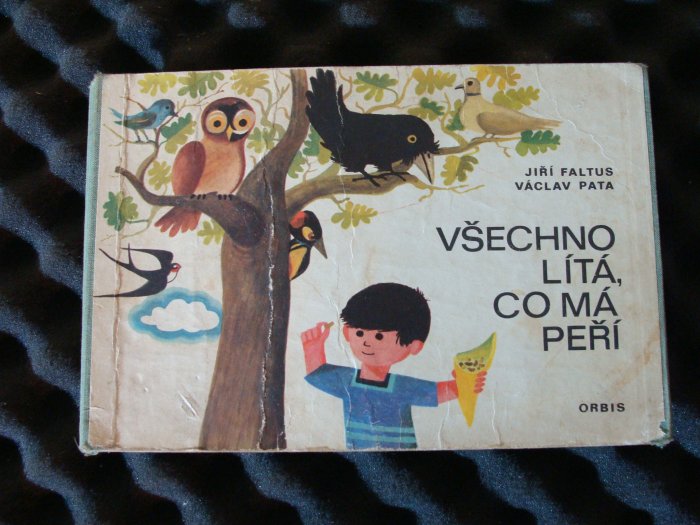 JIŘÍ FALTUS
VÁCLAV PATA
VŠECHNO
LÍTÁ,
CO MÁ
PEŘÍ
ORBIS